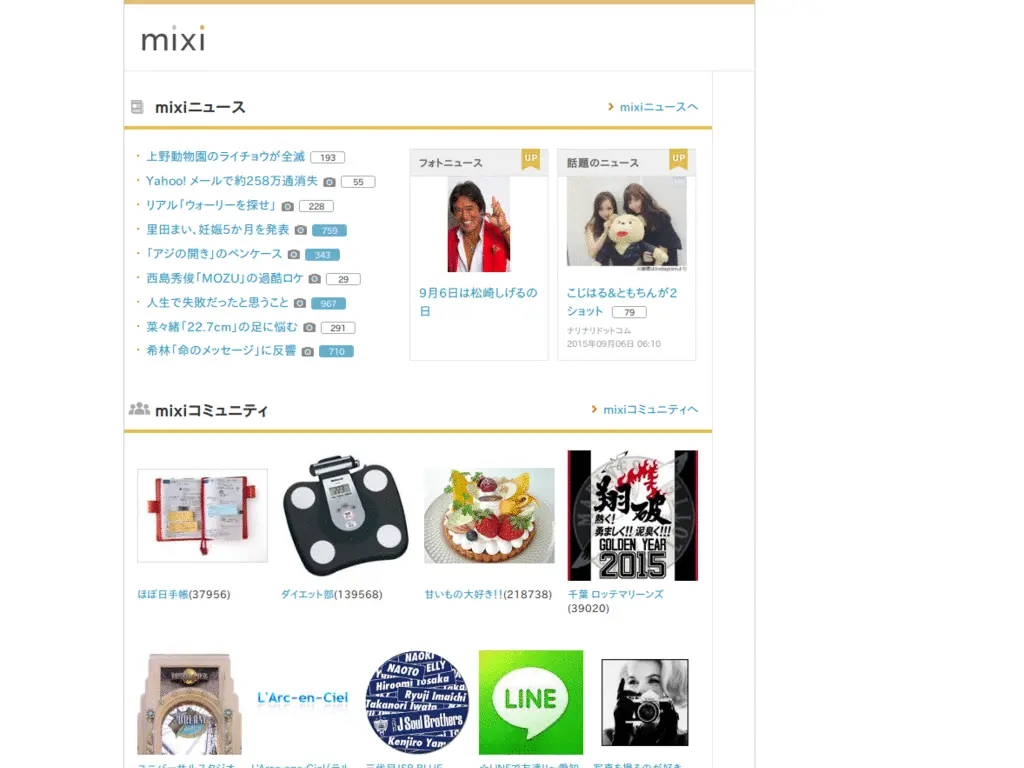 mixi
mixiニュース
mixiニュースへ
上野動物園のライチョウが全滅 193
Yahoo! メールで約258万通消失 55
リアル「ウォーリーを探せ」 228
里田まい、妊娠5か月を発表 759
「アジの開き」のペンケース 343
西島秀俊「MOZU」の過酷ロケ 29
人生で失敗だったと思うこと 967
菜々緒「22.7cm」の足に悩む 291
希林「命のメッセージ」に反響 710
フォトニュース UP
9月6日は松崎しげるの
日
話題のニュース UP
こじはる&ともちんが2
ショット 79
ナリナリドットコム
2015年09月06日 06:10
mixiコミュニティ
mixiコミュニティへ
翔破
熱く!
勇ましく!! 泥臭く!!!
GOLDEN YEAR
2015
ほぼ日手帳(37956)
ダイエット部(139568)
甘いもの大好き!!(218738)
千葉 ロッテマリーンズ
(39020)
L'Arc-en-Ciel
NAOKI
NAOTO ELLY
Hiroomi Tosaka
Ryuji Imaichi
Takanori Iwata
J Soul Brothers
Kenjiro Yam
LINE